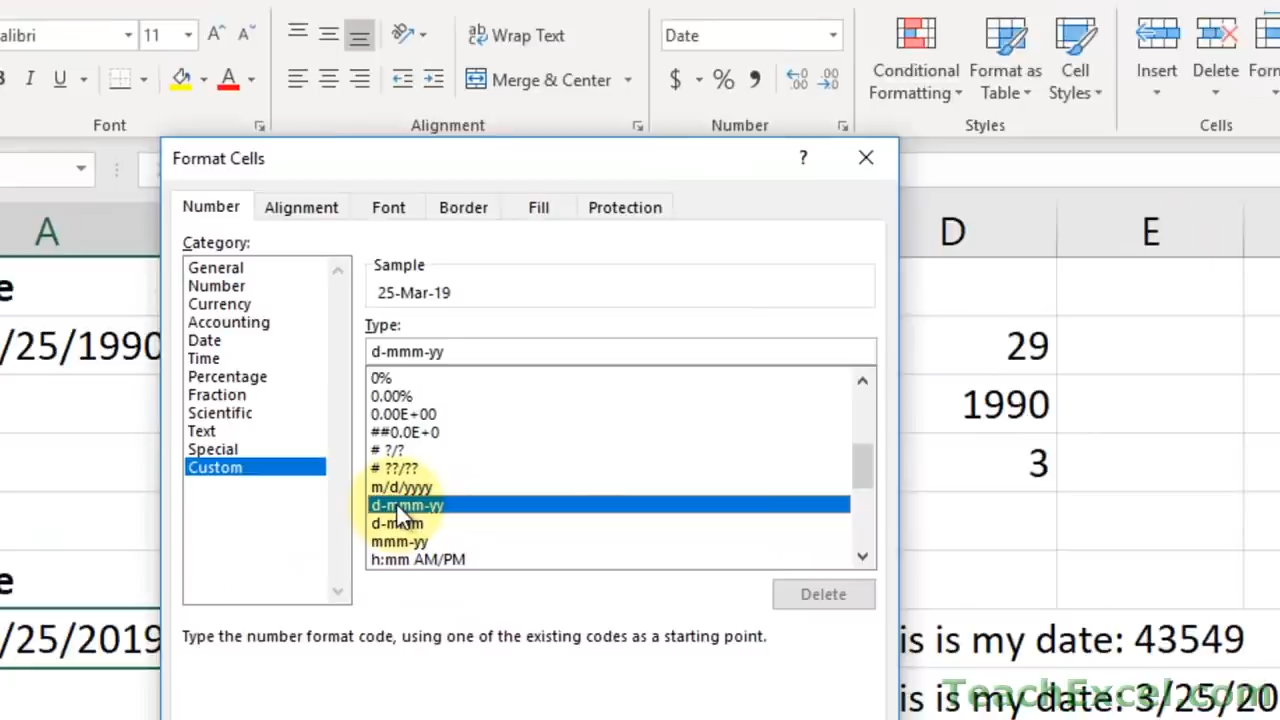 alibri 11 A A ab Wrap Text Date Conditional Format as Cell Insert Delete Form
B I U A Merge & Center $ % , .00 .00 Formatting Table Styles
Font Alignment Number Styles Cells
Format Cells ?
Number Alignment Font Border Fill Protection
A D E
Category:
General
Number
Currency
Accounting
Date
Time
Percentage
Fraction
Scientific
Text
Special
Custom
Sample
25-Mar-19
Type:
d-mmm-yy
0%
0.00%
0.00E+00
##0.0E+0
# ?/?
# ??/??
m/d/yyyy
d-mmm-yy
d-mmm
mmm-yy
h:mm AM/PM
Delete
Type the number format code, using one of the existing codes as a starting point.
e
/25/1990
29
1990
3
e
/25/2019
is is my date: 43549
is is my date: 3/25/20
TeachExcel.com